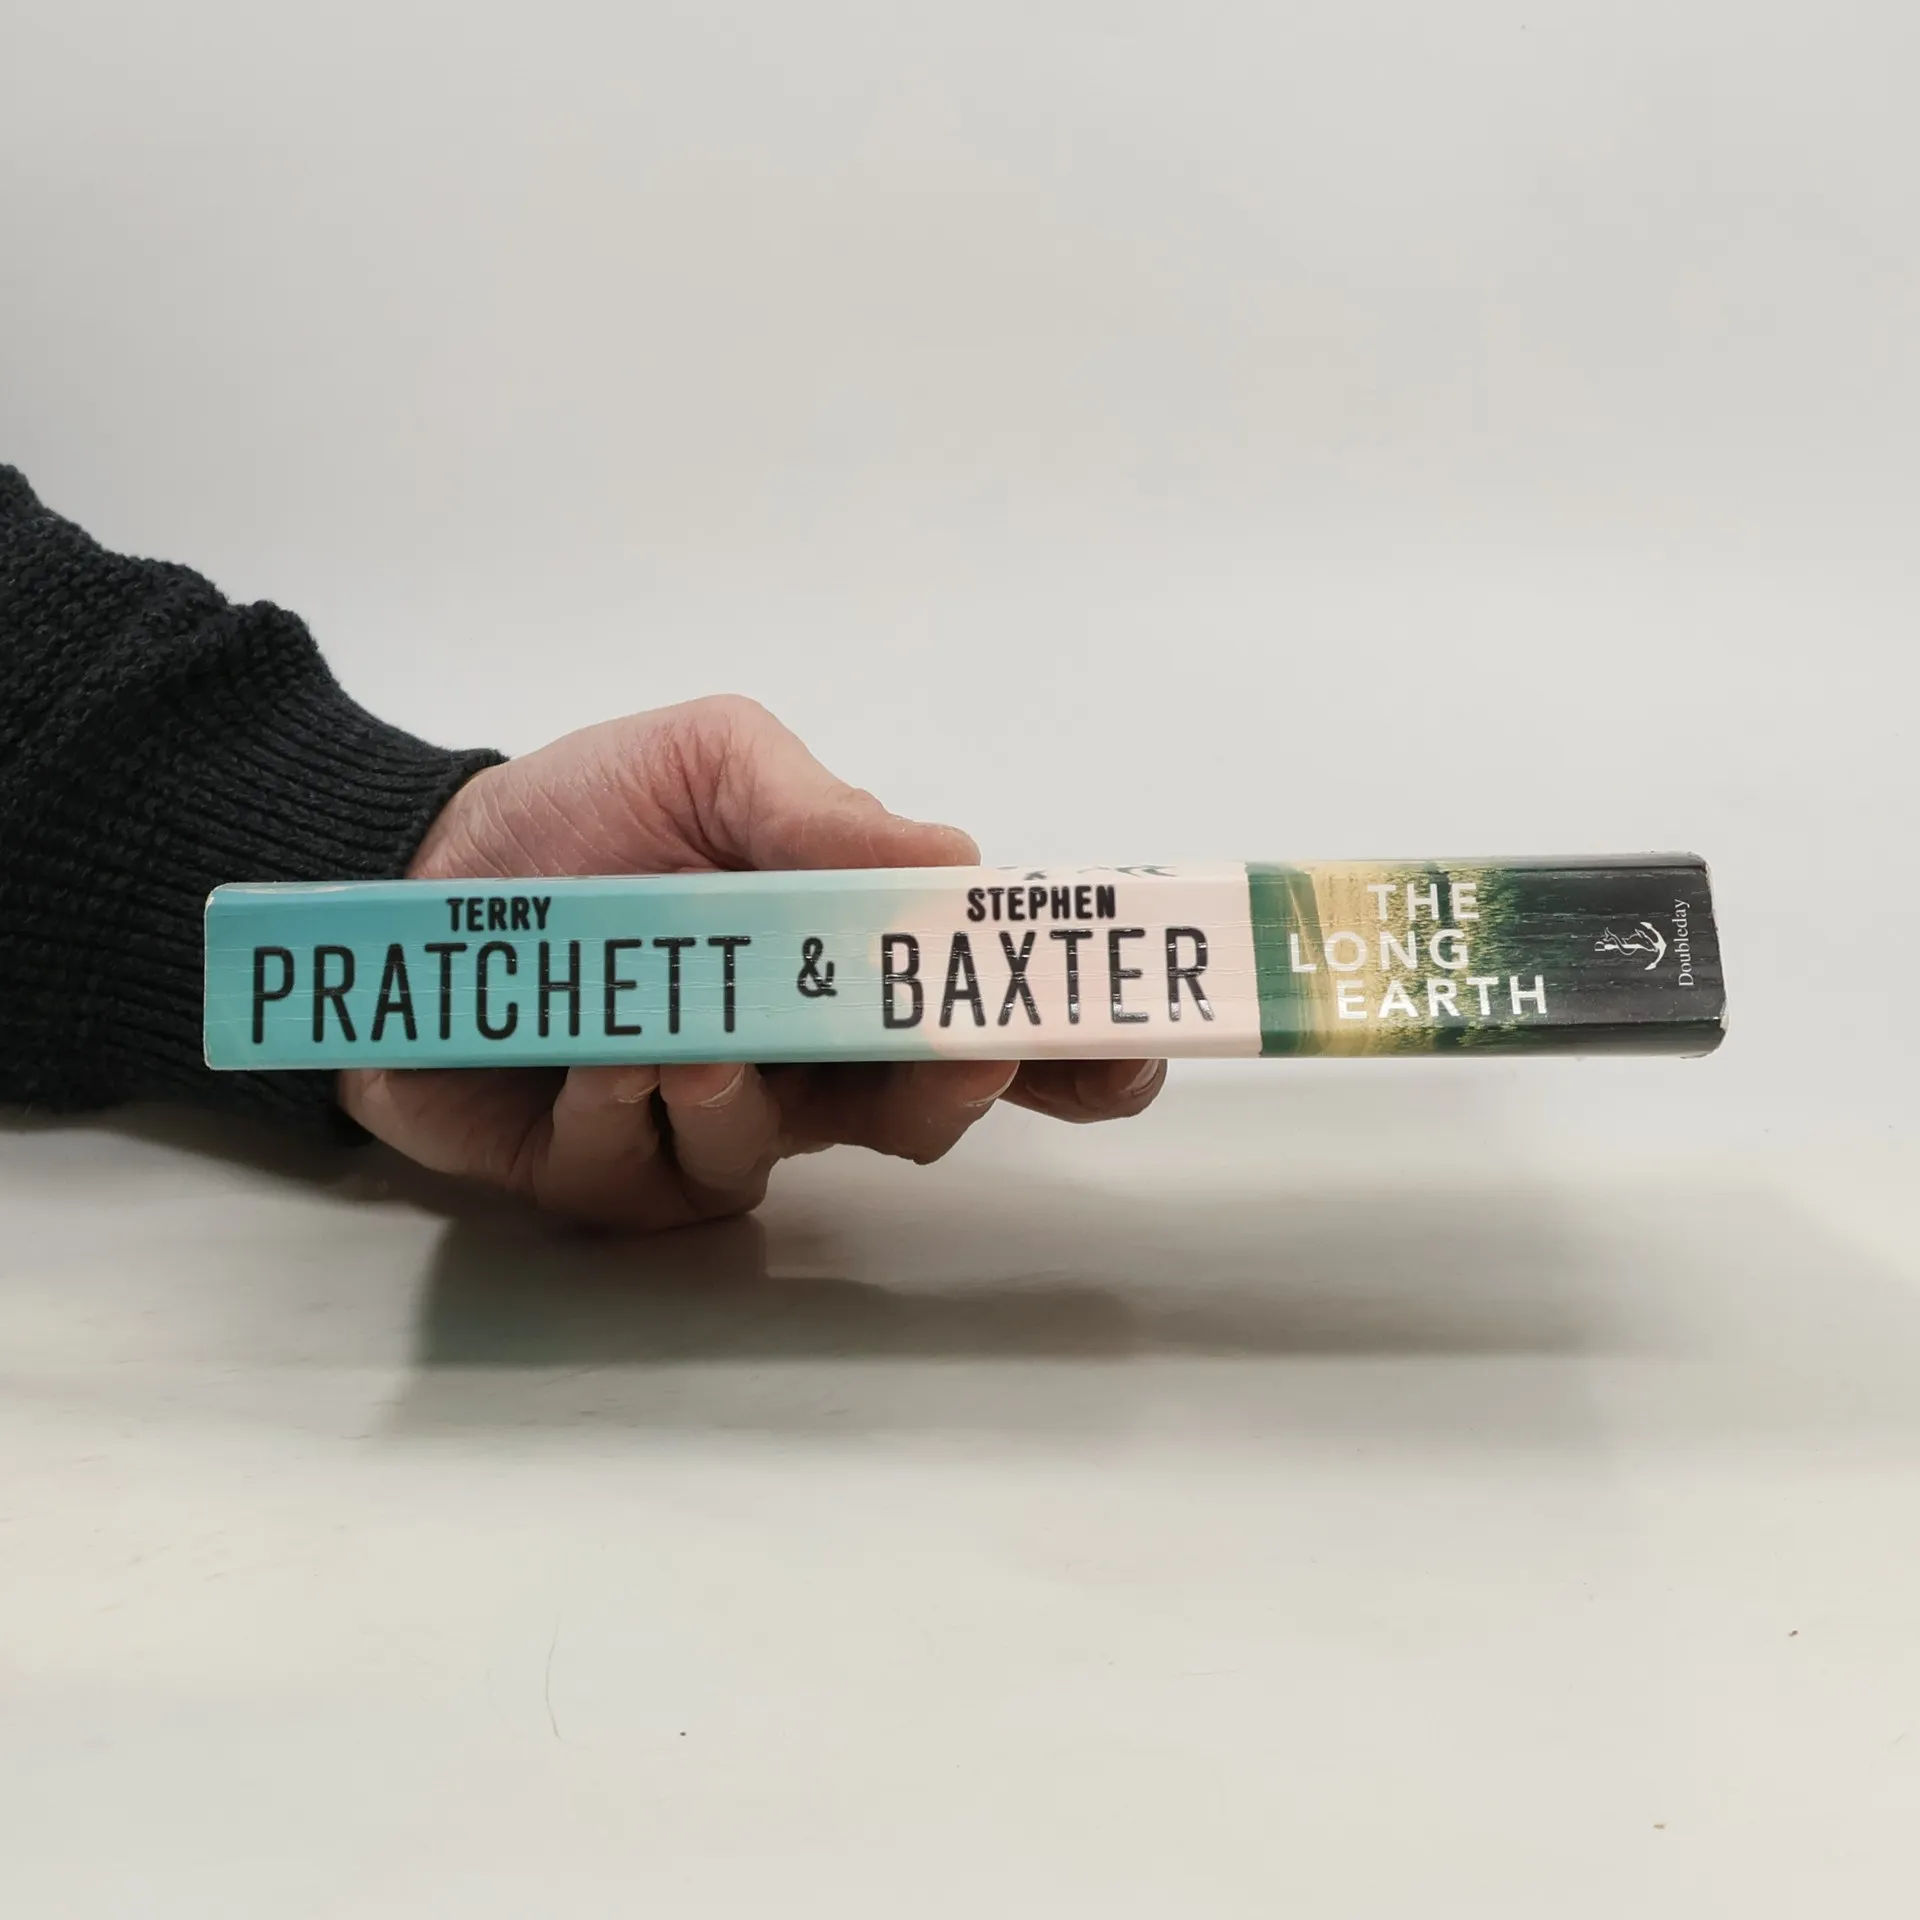 TERRY
PRATCHETT
&
STEPHEN
BAXTER
THE
LONG
EARTH
Doubleday